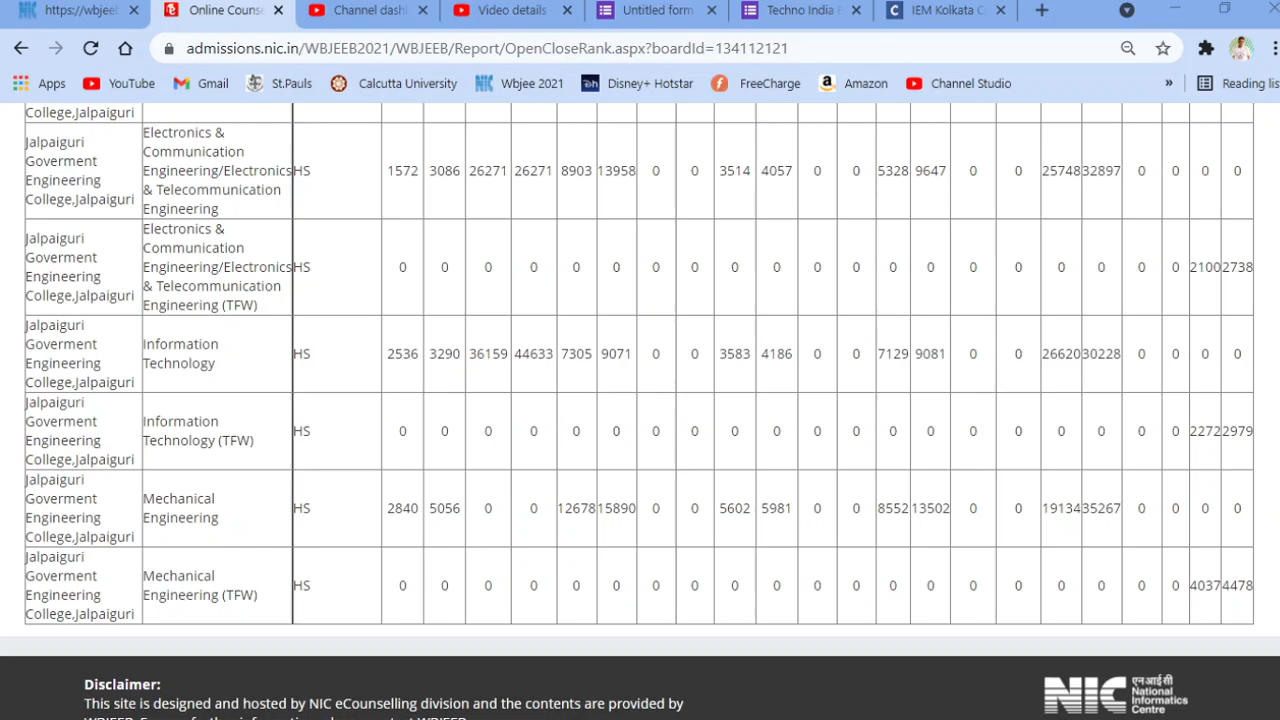 https://wbjeeb
Online Couns
Channel dash
Video details
Untitled form
Techno India
IEM Kolkata C
admissions.nic.in/WBJEEB2021/WBJEEB/Report/OpenCloseRank.aspx?boardId=134112121
Apps
YouTube
Gmail
St.Pauls
Calcutta University
Wbjee 2021
Disney+ Hotstar
FreeCharge
Amazon
Channel Studio
»
Reading lis
College,Jalpaiguri
Jalpaiguri
Goverment
Engineering
College,Jalpaiguri
Electronics &
Communication
Engineering/Electronics
& Telecommunication
Engineering
HS 1572 3086 26271 26271 8903 13958 0 0 3514 4057 0 0 5328 9647 0 0 25748 32897 0 0 0 0
Jalpaiguri
Goverment
Engineering
College,Jalpaiguri
Electronics &
Communication
Engineering/Electronics
& Telecommunication
Engineering (TFW)
HS 0 0 0 0 0 0 0 0 0 0 0 0 0 0 0 0 0 0 0 0 2100 2738
Jalpaiguri
Goverment
Engineering
College,Jalpaiguri
Information
Technology
HS 2536 3290 36159 44633 7305 9071 0 0 3583 4186 0 0 7129 9081 0 0 26620 30228 0 0 0 0
Jalpaiguri
Goverment
Engineering
College,Jalpaiguri
Information
Technology (TFW)
HS 0 0 0 0 0 0 0 0 0 0 0 0 0 0 0 0 0 0 0 0 2272 2979
Jalpaiguri
Goverment
Engineering
College,Jalpaiguri
Mechanical
Engineering
HS 2840 5056 0 0 12678 15890 0 0 5602 5981 0 0 8552 13502 0 0 19134 35267 0 0 0 0
Jalpaiguri
Goverment
Engineering
College,Jalpaiguri
Mechanical
Engineering (TFW)
HS 0 0 0 0 0 0 0 0 0 0 0 0 0 0 0 0 0 0 0 0 4037 4478
Disclaimer:
This site is designed and hosted by NIC eCounselling division and the contents are provided by
NIC
एन आई सी
National
Informatics
Centre